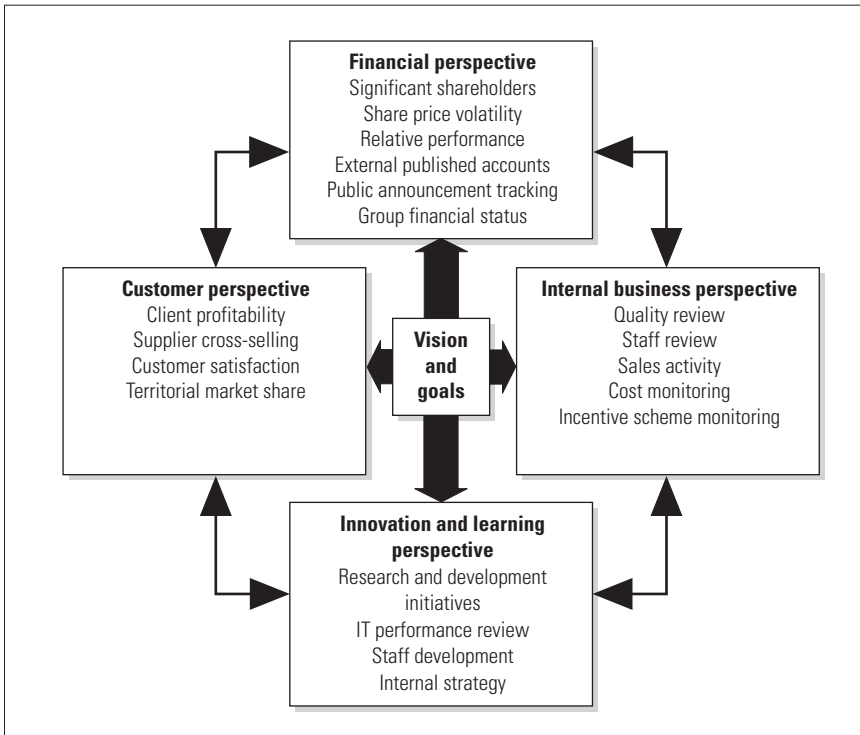 Financial perspective
Significant shareholders
Share price volatility
Relative performance
External published accounts
Public announcement tracking
Group financial status
Customer perspective
Client profitability
Supplier cross-selling
Customer satisfaction
Territorial market share
Vision
and
goals
Internal business perspective
Quality review
Staff review
Sales activity
Cost monitoring
Incentive scheme monitoring
Innovation and learning
perspective
Research and development
initiatives
IT performance review
Staff development
Internal strategy